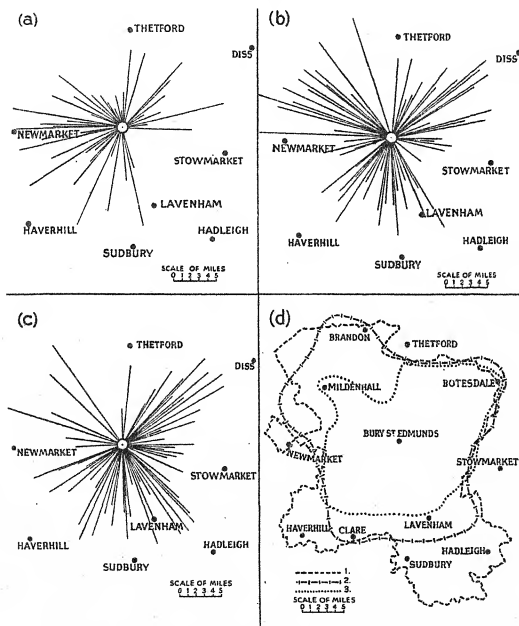 (a)
THETFORD
DISS
NEWMARKET
STOWMARKET
LAVENHAM
HAVERHILL
HADLEIGH
SUDBURY
SCALE OF MILES
0 1 2 3 4 5
(b)
THETFORD
DISS
NEWMARKET
STOWMARKET
LAVENHAM
HAVERHILL
HADLEIGH
SUDBURY
SCALE OF MILES
0 1 2 3 4 5
(c)
THETFORD
DISS
NEWMARKET
STOWMARKET
LAVENHAM
HAVERHILL
HADLEIGH
SUDBURY
SCALE OF MILES
0 1 2 3 4 5
(d)
BRANDON
THETFORD
MILDENHALL
BOTESDALE
BURY ST EDMUNDS
NEWMARKET
STOWMARKET
LAVENHAM
HAVERHILL
CLARE
HADLEIGH
SUDBURY
1.
2.
3.
SCALE OF MILES
0 1 2 3 4 5